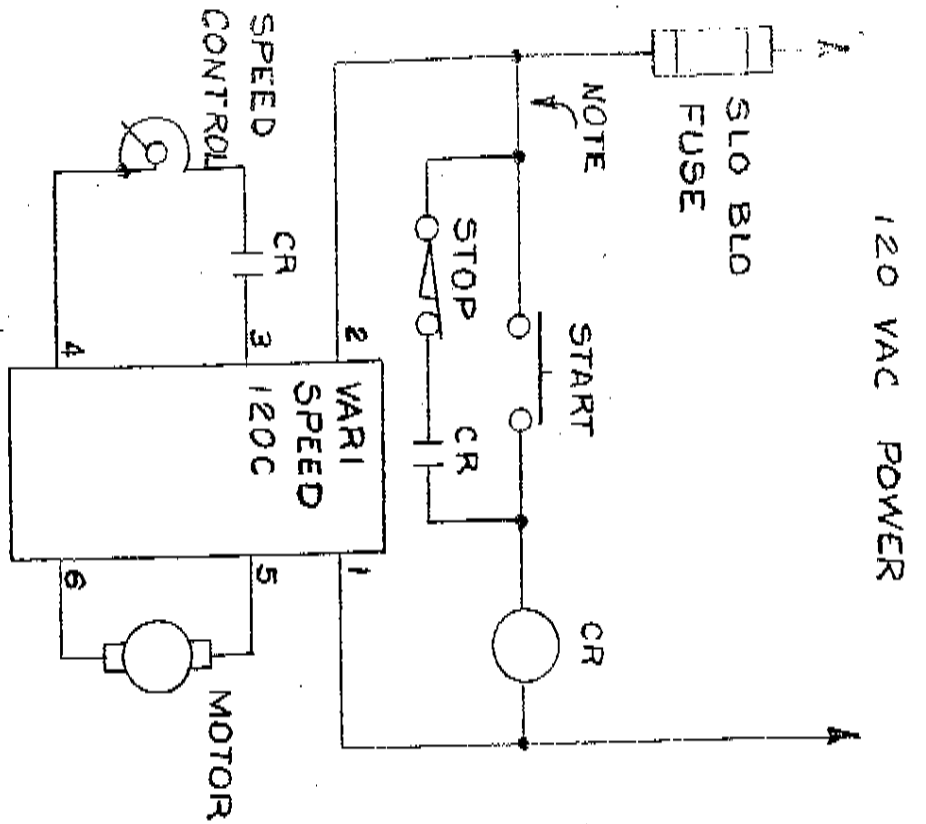 120 VAC POWER
SLO BLO
FUSE
NOTE
START
CR
STOP
CR
SPEED
CONTROL
CR
2
3
4
VARI
SPEED
120C
1
5
6
MOTOR